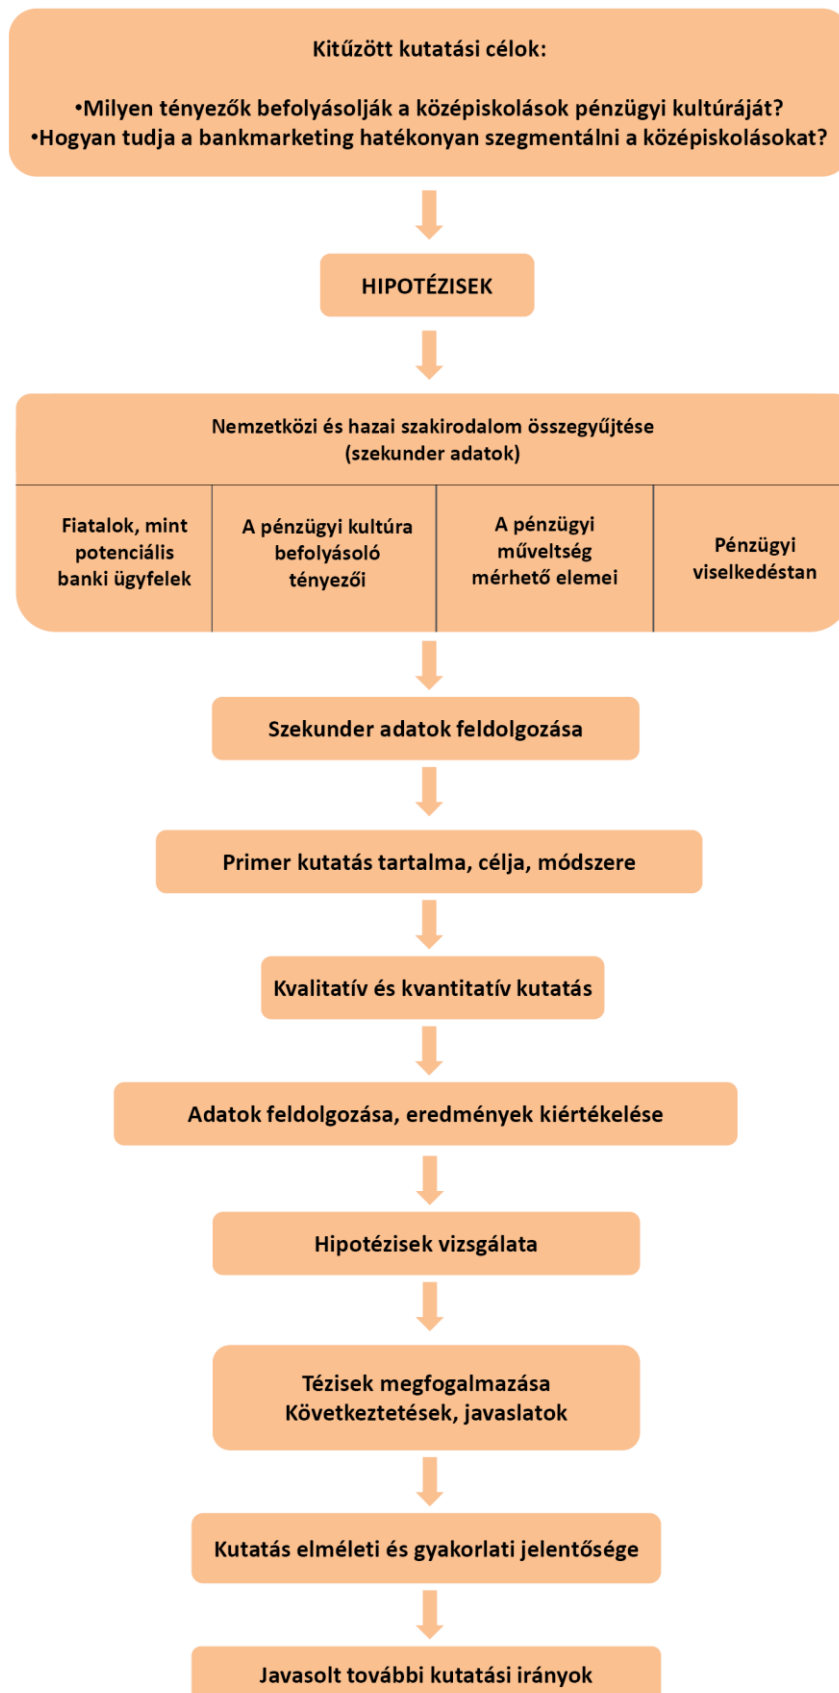 Kitűzött kutatási célok:
•Milyen tényezők befolyásolják a középiskolások pénzügyi kultúráját?
•Hogyan tudja a bankmarketing hatékonyan szegmentálni a középiskolásokat?
HIPOTÉZISEK
Nemzetközi és hazai szakirodalom összegyűjtése
(szekunder adatok)
Fiatalok, mint
potenciális
banki ügyfelek
A pénzügyi kultúra
befolyásoló
tényezői
A pénzügyi
műveltség
mérhető elemei
Pénzügyi
viselkedéstan
Szekunder adatok feldolgozása
Primer kutatás tartalma, célja, módszere
Kvalitatív és kvantitatív kutatás
Adatok feldolgozása, eredmények kiértékelése
Hipotézisek vizsgálata
Tézisek megfogalmazása
Következtetések, javaslatok
Kutatás elméleti és gyakorlati jelentősége
Javasolt további kutatási irányok